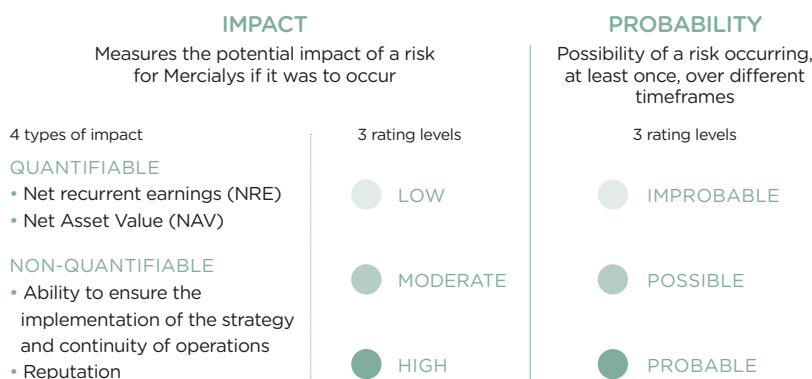 IMPACT
Measures the potential impact of a risk
for Mercialys if it was to occur
4 types of impact
QUANTIFIABLE
• Net recurrent earnings (NRE)
• Net Asset Value (NAV)
NON-QUANTIFIABLE
• Ability to ensure the
implementation of the strategy
and continuity of operations
• Reputation
3 rating levels
LOW
MODERATE
HIGH
PROBABILITY
Possibility of a risk occurring,
at least once, over different
timeframes
3 rating levels
IMPROBABLE
POSSIBLE
PROBABLE